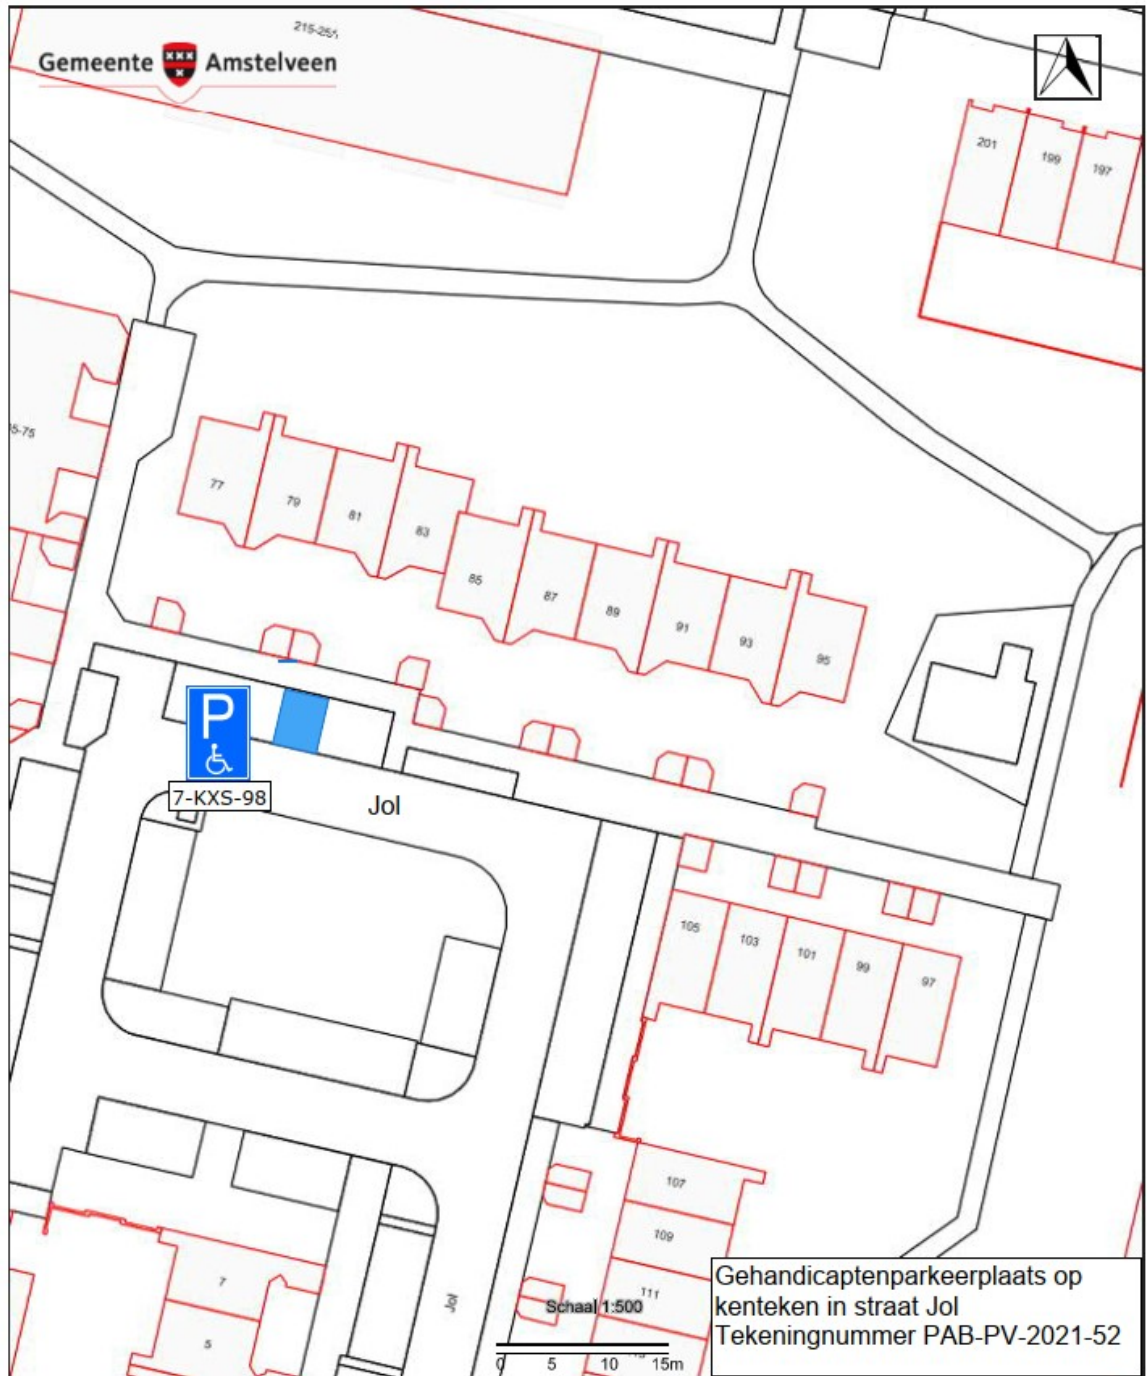 215-255
Gemeente Amstelveen
201
199
197
77
79
81
83
85
87
89
91
93
95
P
7-KXS-98
Jol
105
103
101
99
97
107
109
111
7
5
Jol
Schaal 1:500
0 5 10 15m
Gehandicaptenparkeerplaats op
kenteken in straat Jol
Tekeningnummer PAB-PV-2021-52